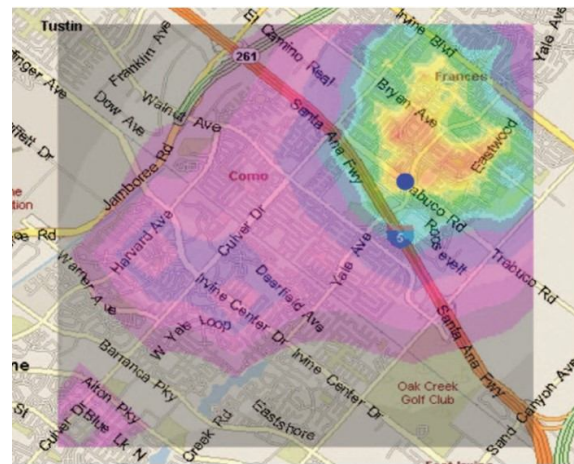 Tustin
El
Camino Real
Irvine Blvd
Yale Ave
Franklin Ave
261
Frances
Bryan Ave
Dow Ave
Walnut Ave
Santa Ana Fwy
Eastwood
Jamboree Rd
Como
Trabuco Rd
Roosevelt
5
Harvard Ave
Culver Dr
Yale Ave
Trabuco Rd
Warner Ave
Deerfield Ave
Irvine Center Dr
W Yale Loop
Santa Ana Fwy
Barranca Pky
Irvine Center Dr
Oak Creek
Golf Club
Alton Pky
Eastshore
Creek Rd
Sand Canyon Ave
Culver
Blue Lk N
St